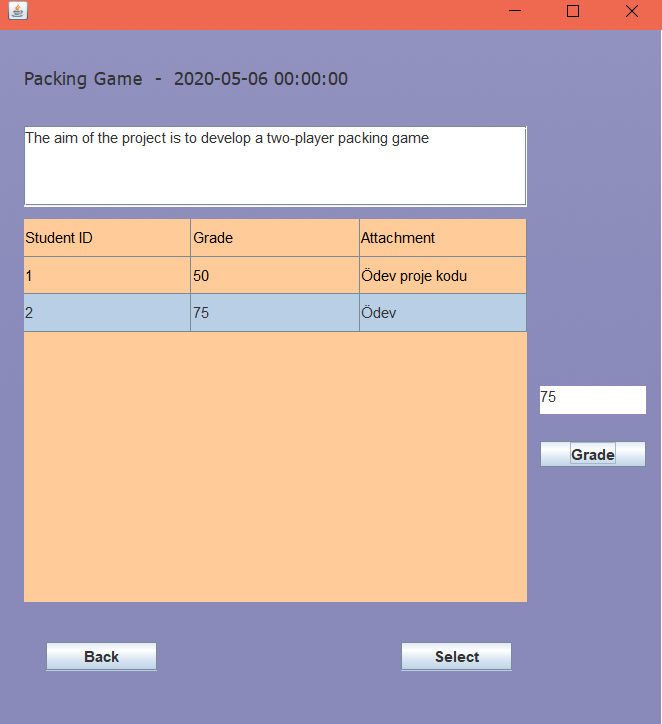 Packing Game - 2020-05-06 00:00:00
The aim of the project is to develop a two-player packing game
Student ID Grade Attachment
1 50 Ödev proje kodu
2 75 Ödev
75
Grade
Back Select